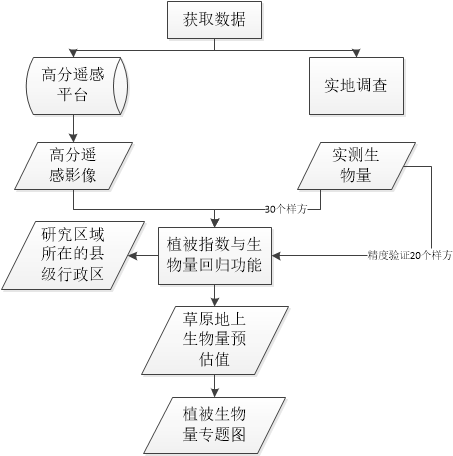 获取数据
高分遥感
平台
实地调查
高分遥
感影像
实测生
物量
30个样方
研究区域
所在的县
级行政区
植被指数与生
物量回归功能
精度验证20个样方
草原地上
生物量预
估值
植被生物
量专题图